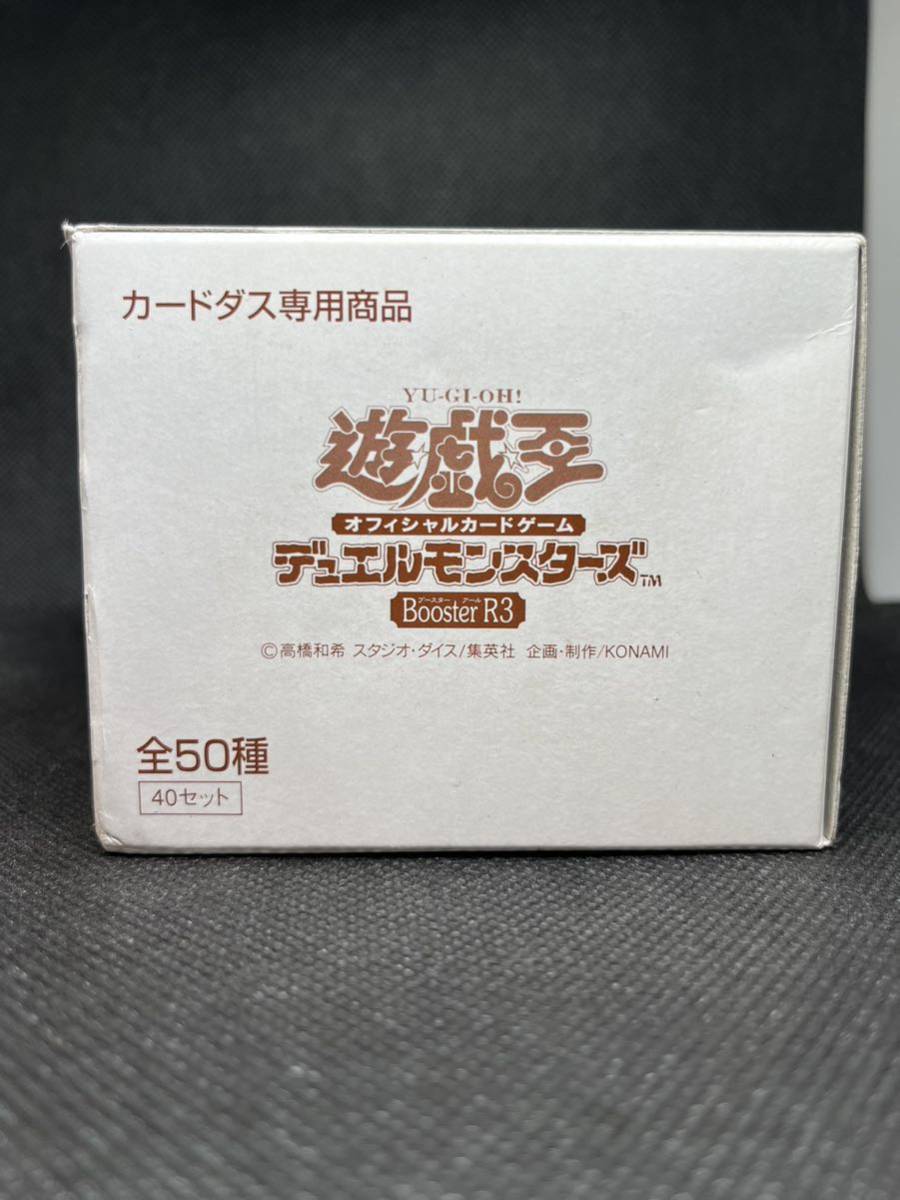 カードダス専用商品
YU-GI-OH!
遊戯王
オフィシャルカードゲーム
デュエルモンスターズ™
ブースター アール
Booster R3
©高橋和希 スタジオ・ダイス/集英社 企画・制作/KONAMI
全50種
40セット